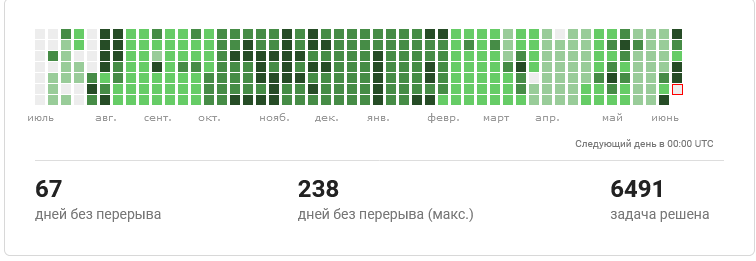 июль авг. сент. окт. нояб. дек. янв. февр. март апр. май июнь
Следующий день в 00:00 UTC
67 238 6491
дней без перерыва дней без перерыва (макс.) задача решена